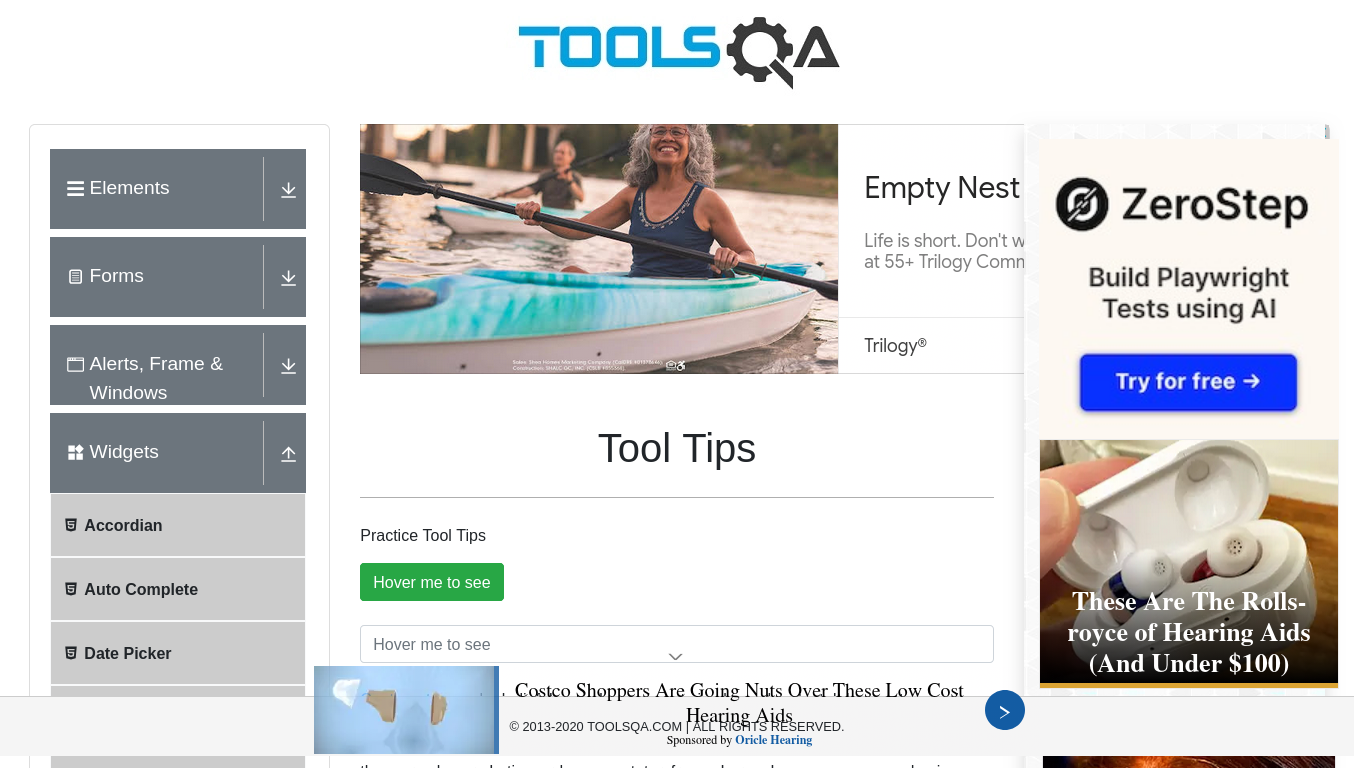 TOOLSQA
Elements
Forms
Alerts, Frame &
Windows
Widgets
Accordian
Auto Complete
Date Picker
Empty Nest
Life is short. Don't w
at 55+ Trilogy Comm
Trilogy®
Tool Tips
Practice Tool Tips
Hover me to see
Hover me to see
ZeroStep
Build Playwright
Tests using AI
Try for free →
These Are The Rolls-
royce of Hearing Aids
(And Under $100)
Costco Shoppers Are Going Nuts Over These Low Cost
Hearing Aids
© 2013-2020 TOOLSQA.COM | ALL RIGHTS RESERVED.
Sponsored by Oricle Hearing